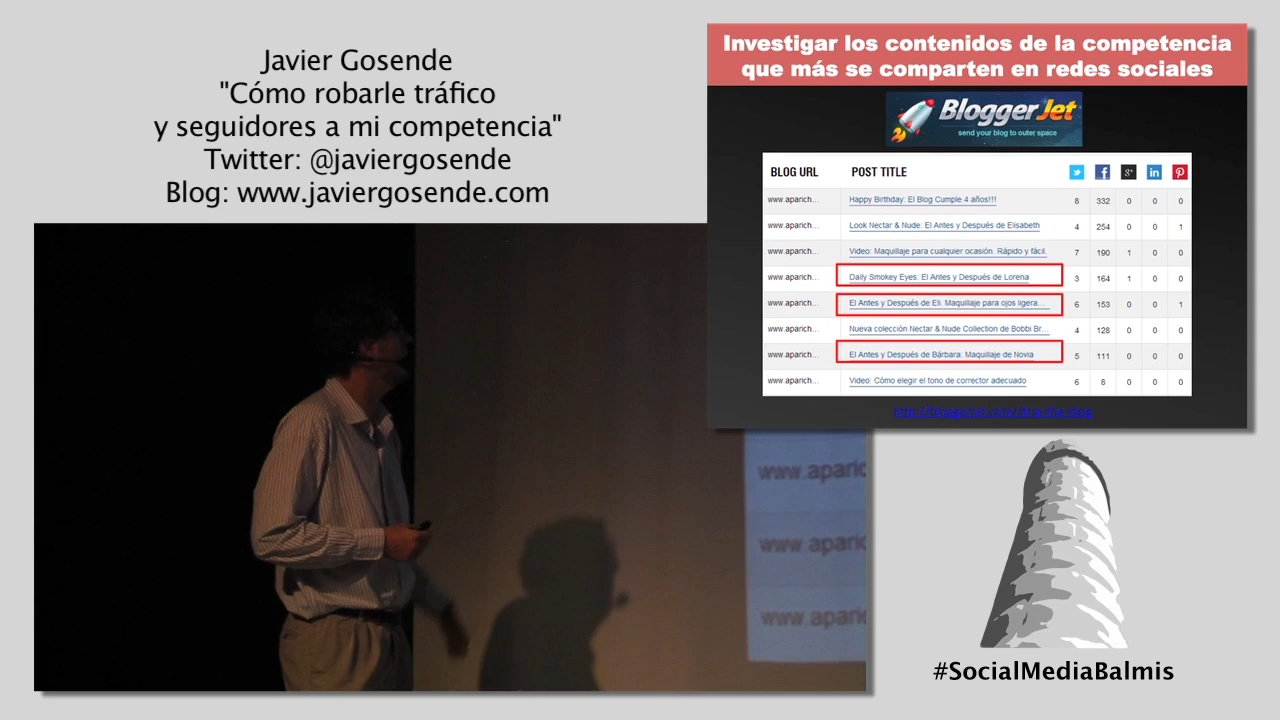 Javier Gosende
"Cómo robarle tráfico
y seguidores a mi competencia"
Twitter: @javiergosende
Blog: www.javiergosende.com
Investigar los contenidos de la competencia
que más se comparten en redes sociales
BloggerJet
send your blog to outer space
BLOG URL POST TITLE
www.aparich... Happy Birthday: El Blog Cumple 4 años!!! 8 332 0 0 0
www.aparich... Look Nectar & Nude: El Antes y Después de Elisabeth 4 254 0 0 1
www.aparich... Video: Maquillaje para cualquier ocasión. Rápido y fácil. 7 190 1 0 0
www.aparich... Daily Smokey Eyes: El Antes y Después de Lorena 3 164 1 0 0
www.aparich... El Antes y Después de Eli. Maquillaje para ojos ligera... 6 153 0 0 1
www.aparich... Nueva colección Nectar & Nude Collection de Bobbi Br... 4 128 0 0 0
www.aparich... El Antes y Después de Bárbara: Maquillaje de Novia 5 111 0 0 0
www.aparich... Video: Cómo elegir el tono de corrector adecuado 6 8 0 0 0
www.aparic
www.aparic
www.aparic
#SocialMediaBalmis